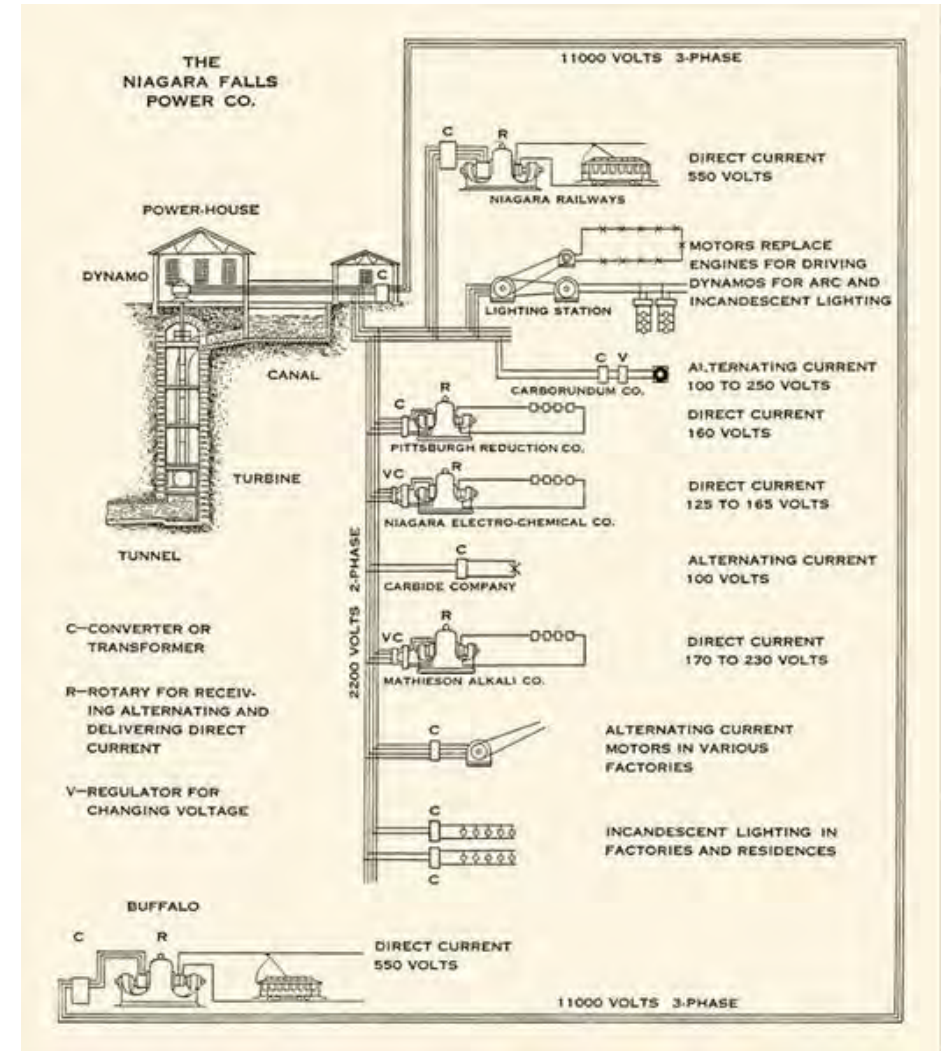 THE
NIAGARA FALLS
POWER CO.
11000 VOLTS 3-PHASE
C R
NIAGARA RAILWAYS
DIRECT CURRENT
550 VOLTS
POWER-HOUSE
DYNAMO
C
LIGHTING STATION
MOTORS REPLACE
ENGINES FOR DRIVING
DYNAMOS FOR ARC AND
INCANDESCENT LIGHTING
CANAL
C V
CARBORUNDUM CO.
ALTERNATING CURRENT
100 TO 250 VOLTS
C R
PITTSBURGH REDUCTION CO.
DIRECT CURRENT
160 VOLTS
TURBINE
VC R
NIAGARA ELECTRO-CHEMICAL CO.
DIRECT CURRENT
125 TO 165 VOLTS
TUNNEL
2200 VOLTS 2-PHASE
C
CARBIDE COMPANY
ALTERNATING CURRENT
100 VOLTS
VC R
MATHIESON ALKALI CO.
DIRECT CURRENT
170 TO 230 VOLTS
C—CONVERTER OR
TRANSFORMER
R—ROTARY FOR RECEIV-
ING ALTERNATING AND
DELIVERING DIRECT
CURRENT
V—REGULATOR FOR
CHANGING VOLTAGE
C
ALTERNATING CURRENT
MOTORS IN VARIOUS
FACTORIES
C
C
INCANDESCENT LIGHTING IN
FACTORIES AND RESIDENCES
BUFFALO
C R
DIRECT CURRENT
550 VOLTS
11000 VOLTS 3-PHASE